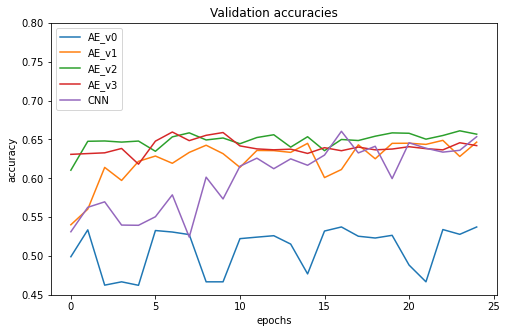 Validation accuracies
0.80
0.75
0.70
0.65
0.60
0.55
0.50
0.45
accuracy
AE_v0
AE_v1
AE_v2
AE_v3
CNN
0 5 10 15 20 25
epochs